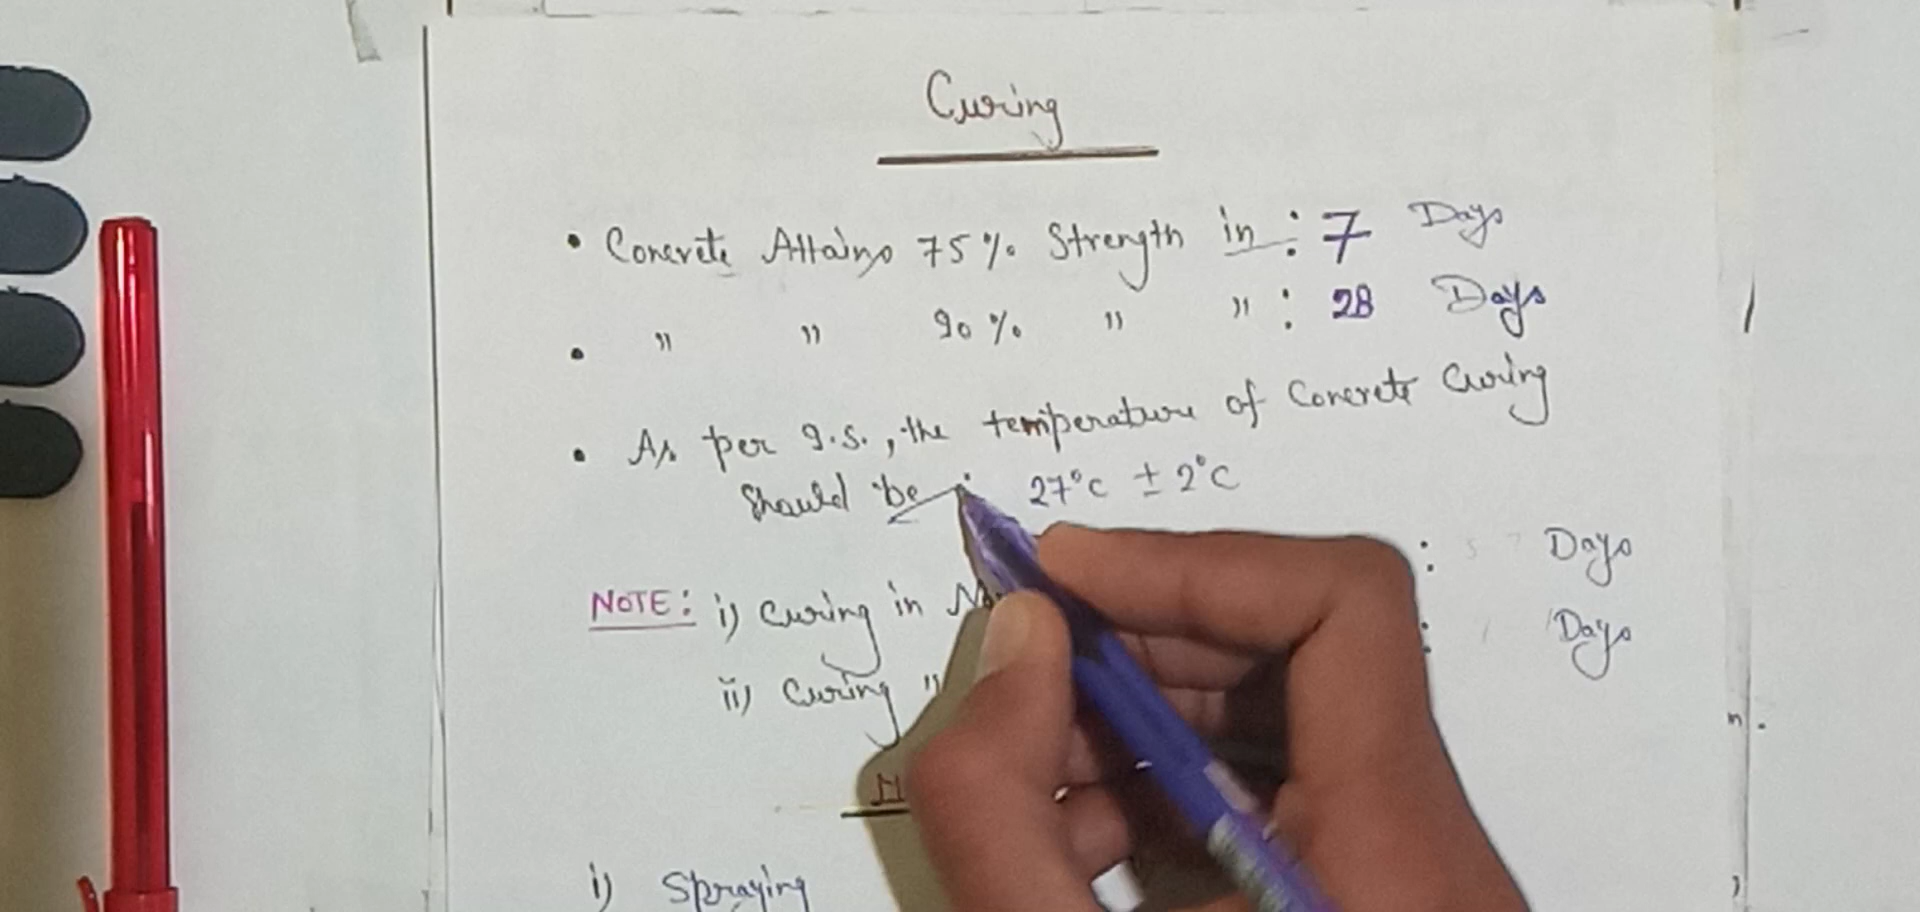 Curing
• Concrete Attains 75% Strength in : 7 Days
• " " 90% " " : 28 Days
• As per I.S., the temperature of Concrete Curing
Should be : 27°C ± 2°C
NOTE: i) Curing in : Days
ii) Curing " : Days
i) Spraying